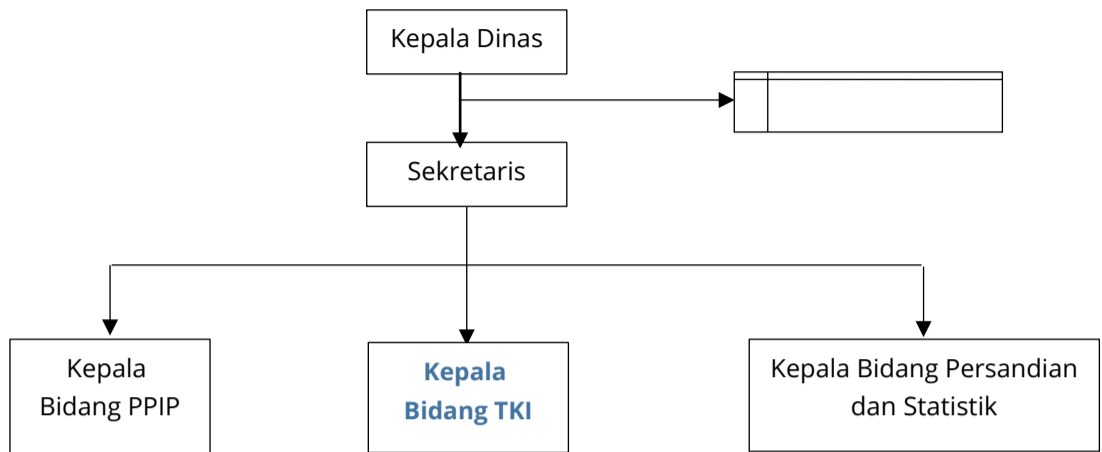 Kepala Dinas
Sekretaris
Kepala
Bidang PPIP
Kepala
Bidang TKI
Kepala Bidang Persandian
dan Statistik